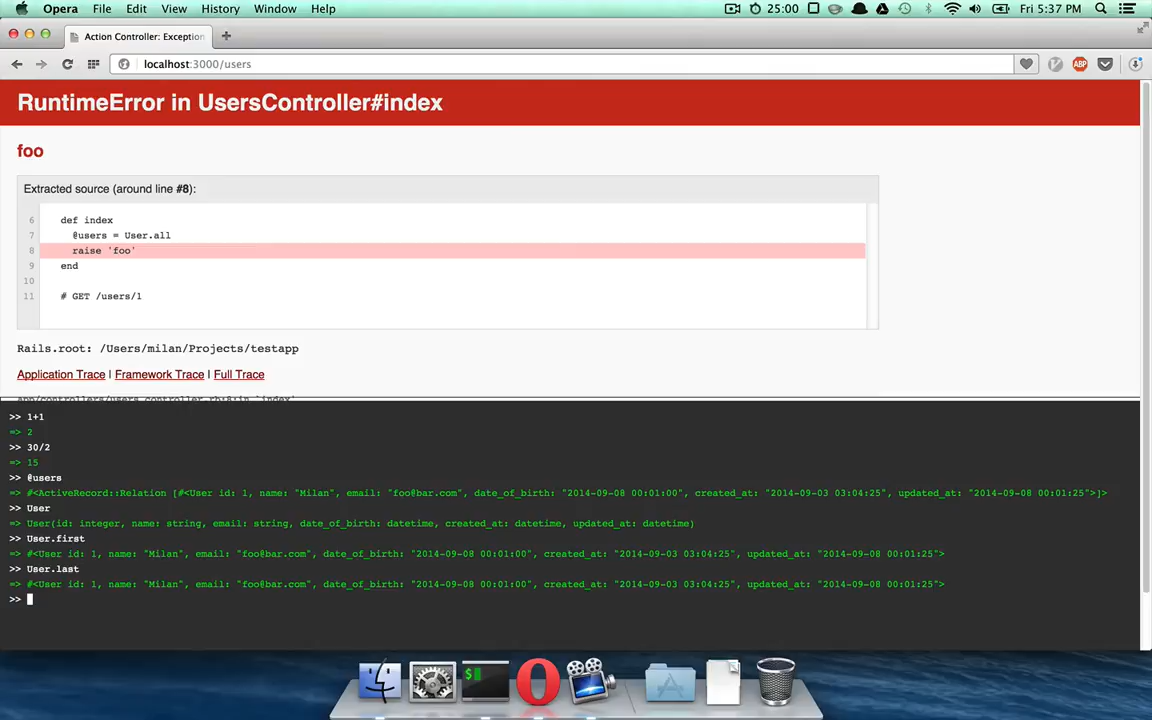 Opera File Edit View History Window Help 25:00 Fri 5:37 PM
Action Controller: Exception
localhost:3000/users ABP
RuntimeError in UsersController#index
foo
Extracted source (around line #8):
6 def index
7 @users = User.all
8 raise 'foo'
9 end
10
11 # GET /users/1
Rails.root: /Users/milan/Projects/testapp
Application Trace | Framework Trace | Full Trace
app/controllers/users_controller.rb:8:in `index'
>> 1+1
=> 2
>> 30/2
=> 15
>> @users
=> #<ActiveRecord::Relation [#<User id: 1, name: "Milan", email: "foo@bar.com", date_of_birth: "2014-09-08 00:01:00", created_at: "2014-09-03 03:04:25", updated_at: "2014-09-08 00:01:25">]>
>> User
=> User(id: integer, name: string, email: string, date_of_birth: datetime, created_at: datetime, updated_at: datetime)
>> User.first
=> #<User id: 1, name: "Milan", email: "foo@bar.com", date_of_birth: "2014-09-08 00:01:00", created_at: "2014-09-03 03:04:25", updated_at: "2014-09-08 00:01:25">
>> User.last
=> #<User id: 1, name: "Milan", email: "foo@bar.com", date_of_birth: "2014-09-08 00:01:00", created_at: "2014-09-03 03:04:25", updated_at: "2014-09-08 00:01:25">
>>
$